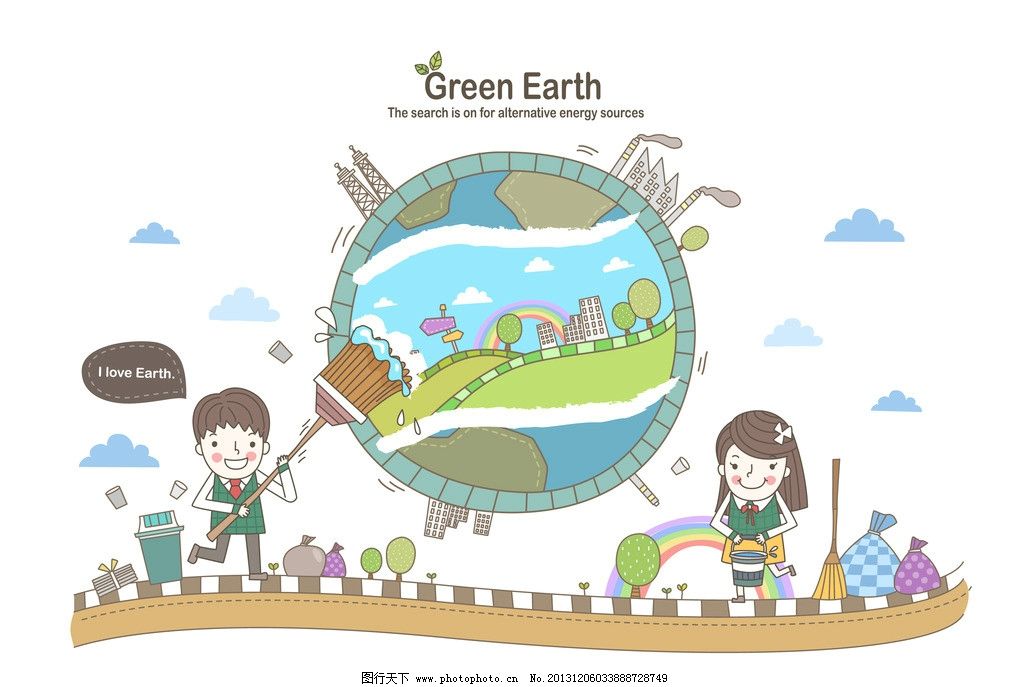 Green Earth
The search is on for alternative energy sources
I love Earth.
图行天下 www.photophoto.cn No.20131206033888728749